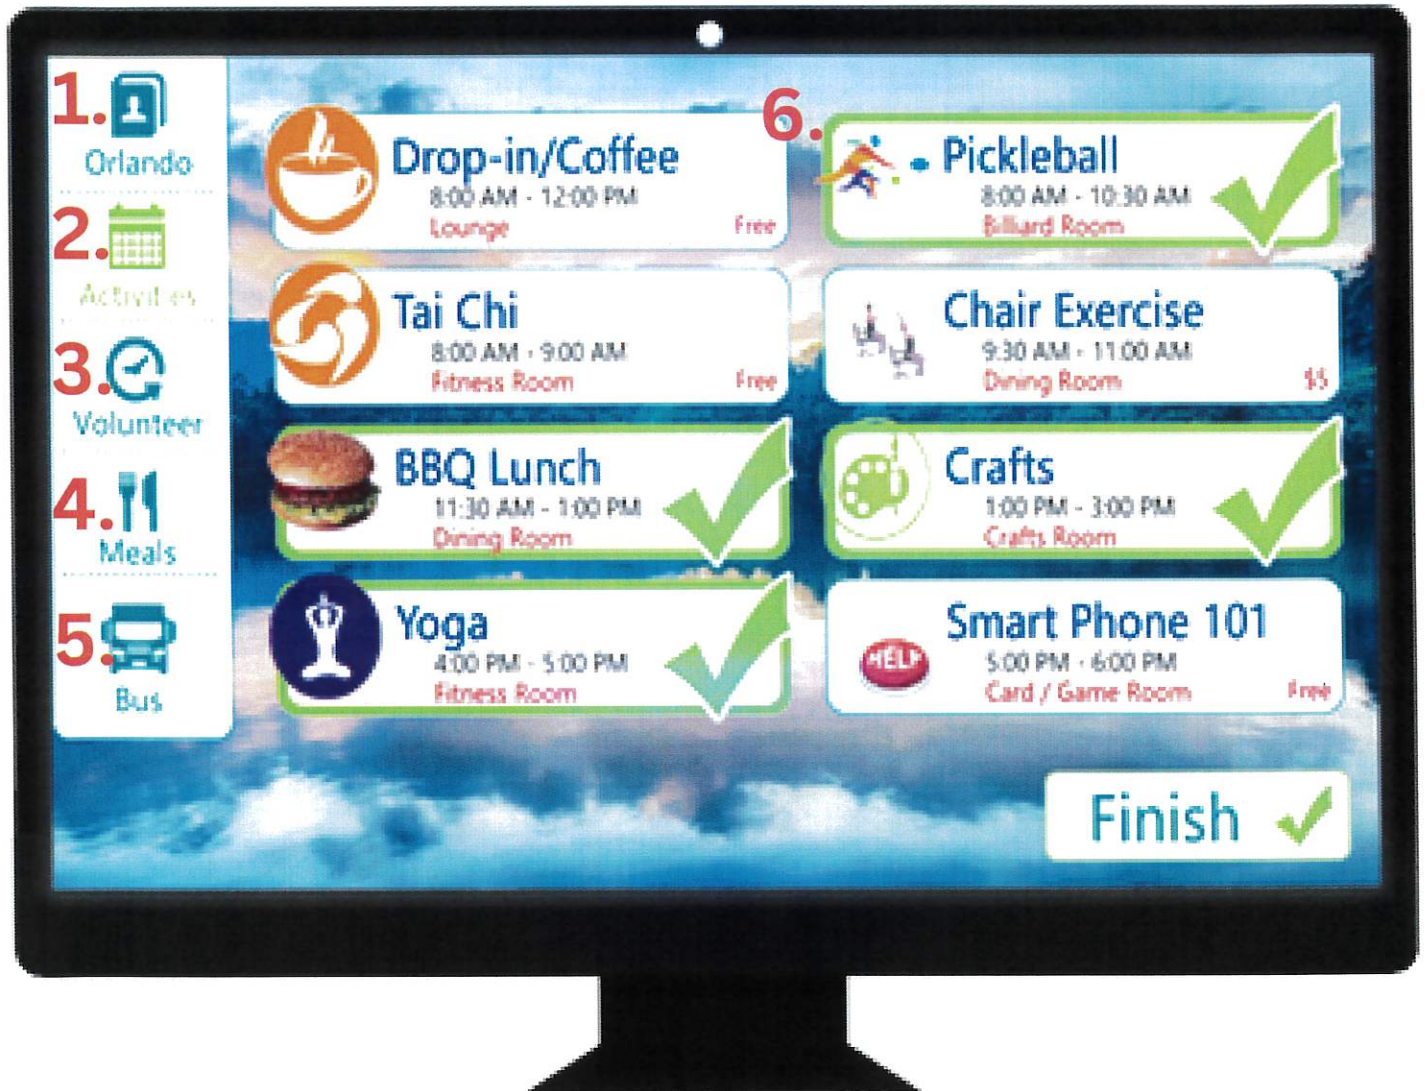 1.
Orlando
2.
Activities
3.
Volunteer
4.
Meals
5.
Bus
Drop-in/Coffee
8:00 AM - 12:00 PM
Lounge Free
6.
Pickleball
8:00 AM - 10:30 AM
Billiard Room
Tai Chi
8:00 AM - 9:00 AM
Fitness Room Free
Chair Exercise
9:30 AM - 11:00 AM
Dining Room $5
BBQ Lunch
11:30 AM - 1:00 PM
Dining Room
Crafts
1:00 PM - 3:00 PM
Crafts Room
Yoga
4:00 PM - 5:00 PM
Fitness Room
Smart Phone 101
HELP
5:00 PM - 6:00 PM
Card / Game Room Free
Finish